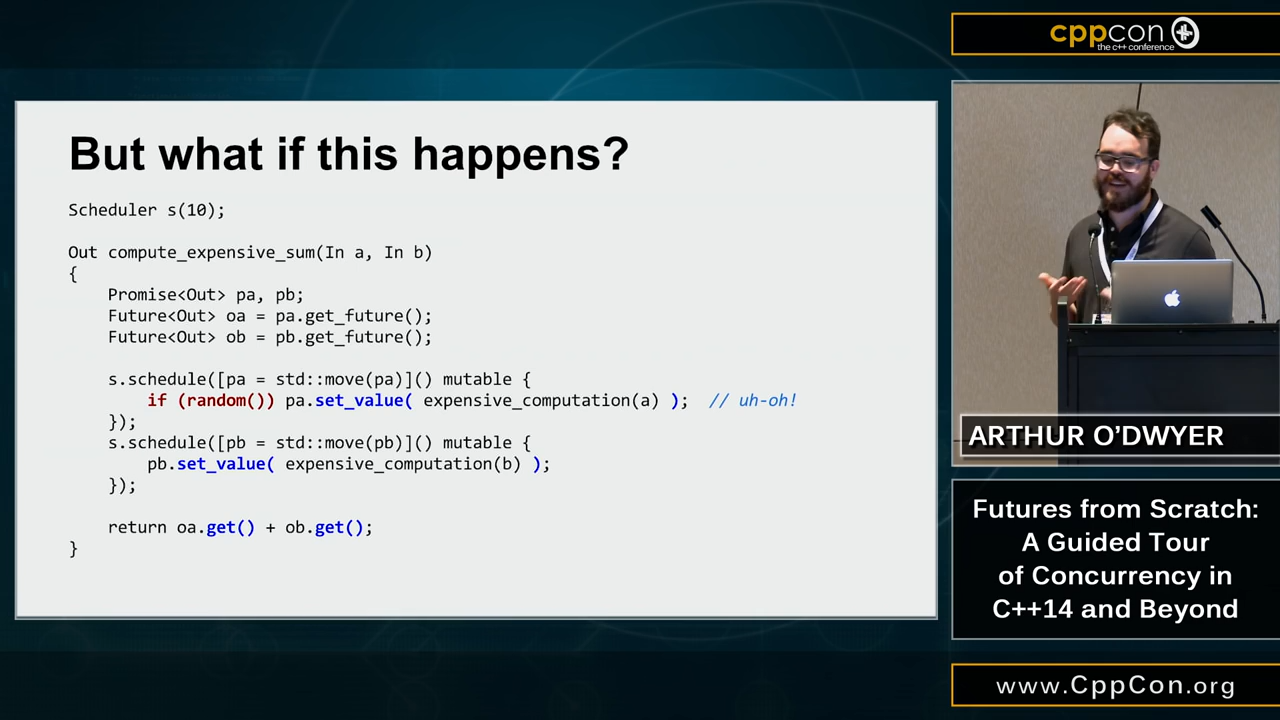 But what if this happens?
Scheduler s(10);
Out compute_expensive_sum(In a, In b)
{
    Promise<Out> pa, pb;
    Future<Out> oa = pa.get_future();
    Future<Out> ob = pb.get_future();
    s.schedule([pa = std::move(pa)]() mutable {
        if (random()) pa.set_value( expensive_computation(a) );  // uh-oh!
    });
    s.schedule([pb = std::move(pb)]() mutable {
        pb.set_value( expensive_computation(b) );
    });
    return oa.get() + ob.get();
}
cppcon
the c++ conference
ARTHUR O'DWYER
Futures from Scratch:
A Guided Tour
of Concurrency in
C++14 and Beyond
www.CppCon.org